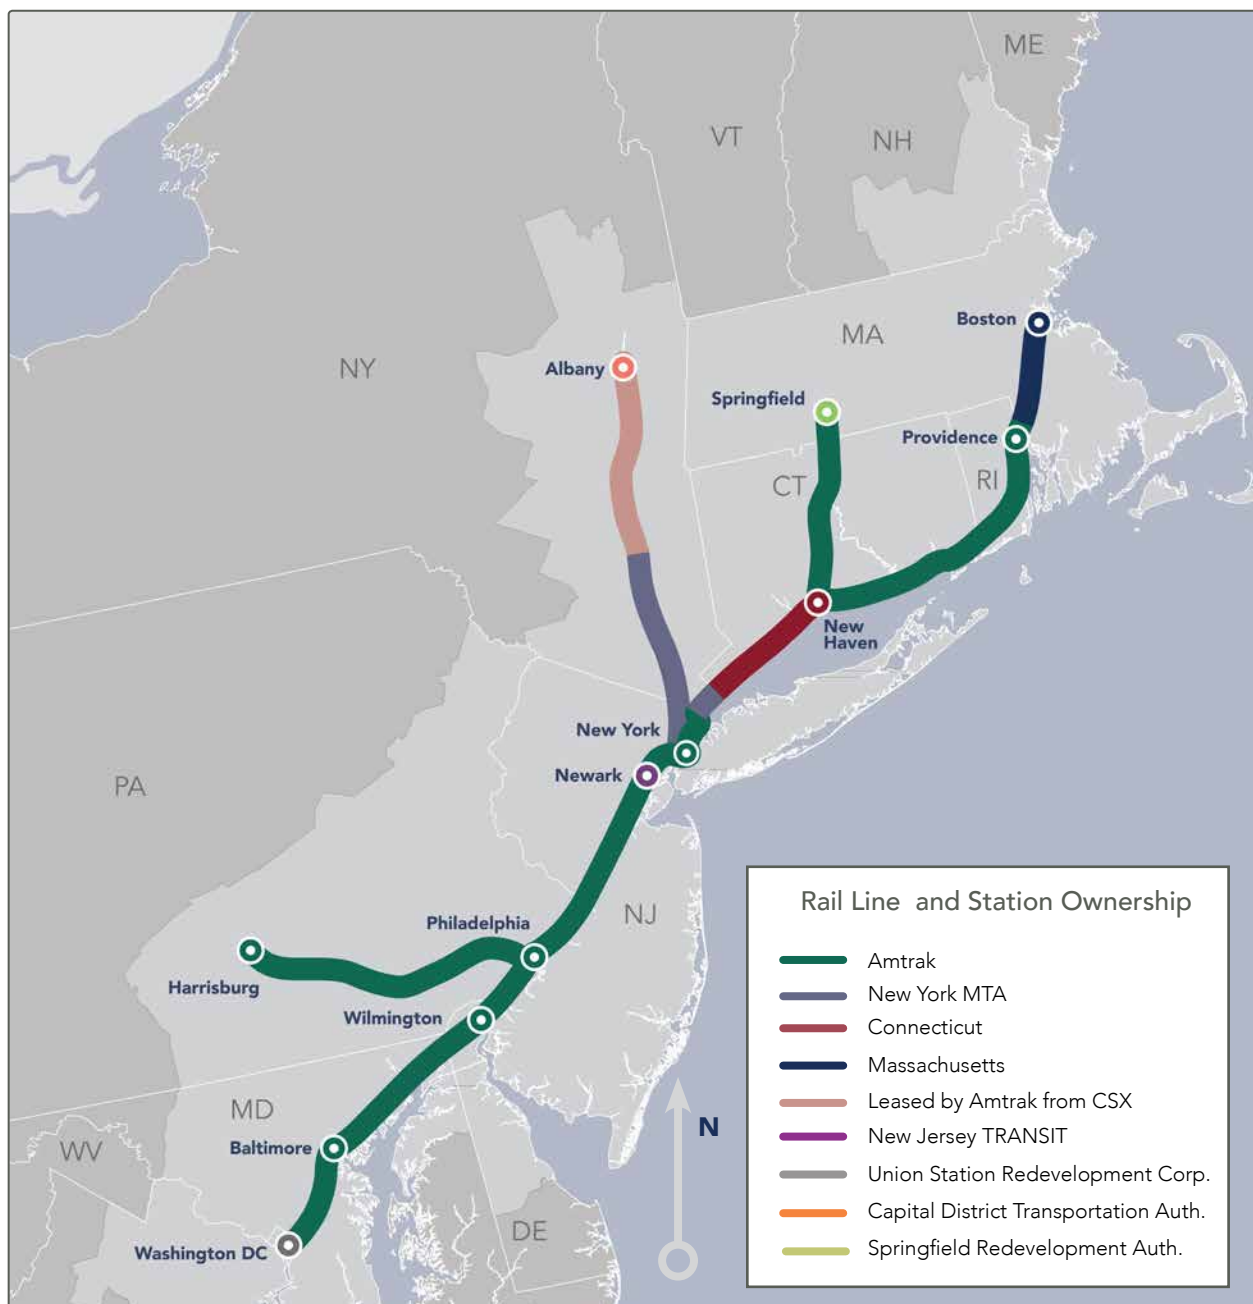 ME
VT
NH
Boston
MA
NY
Albany
Springfield
Providence
CT
RI
New
Haven
New York
Newark
PA
NJ
Philadelphia
Harrisburg
Wilmington
MD
N
WV
Baltimore
DE
Washington DC
Rail Line and Station Ownership
Amtrak
New York MTA
Connecticut
Massachusetts
Leased by Amtrak from CSX
New Jersey TRANSIT
Union Station Redevelopment Corp.
Capital District Transportation Auth.
Springfield Redevelopment Auth.